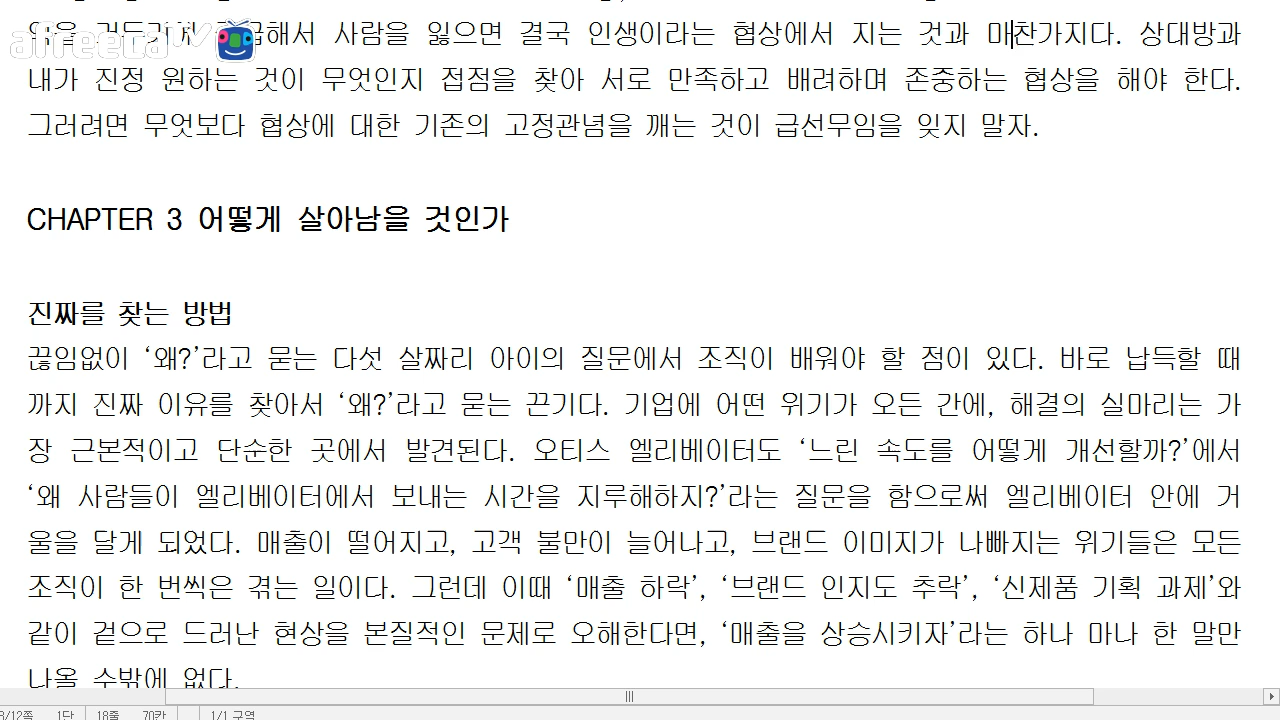 afreecaTV
해서 사람을 잃으면 결국 인생이라는 협상에서 지는 것과 마찬가지다. 상대방과
내가 진정 원하는 것이 무엇인지 접점을 찾아 서로 만족하고 배려하며 존중하는 협상을 해야 한다.
그러려면 무엇보다 협상에 대한 기존의 고정관념을 깨는 것이 급선무임을 잊지 말자.
CHAPTER 3 어떻게 살아남을 것인가
진짜를 찾는 방법
끊임없이 ‘왜?’라고 묻는 다섯 살짜리 아이의 질문에서 조직이 배워야 할 점이 있다. 바로 납득할 때
까지 진짜 이유를 찾아서 ‘왜?’라고 묻는 끈기다. 기업에 어떤 위기가 오든 간에, 해결의 실마리는 가
장 근본적이고 단순한 곳에서 발견된다. 오티스 엘리베이터도 ‘느린 속도를 어떻게 개선할까?’에서
‘왜 사람들이 엘리베이터에서 보내는 시간을 지루해하지?’라는 질문을 함으로써 엘리베이터 안에 거
울을 달게 되었다. 매출이 떨어지고, 고객 불만이 늘어나고, 브랜드 이미지가 나빠지는 위기들은 모든
조직이 한 번씩은 겪는 일이다. 그런데 이때 ‘매출 하락’, ‘브랜드 인지도 추락’, ‘신제품 기획 과제’와
같이 겉으로 드러난 현상을 본질적인 문제로 오해한다면, ‘매출을 상승시키자’라는 하나 마나 한 말만
나올 수밖에 없다.
/12쪽 1단 18줄 70칸 1/1 구역